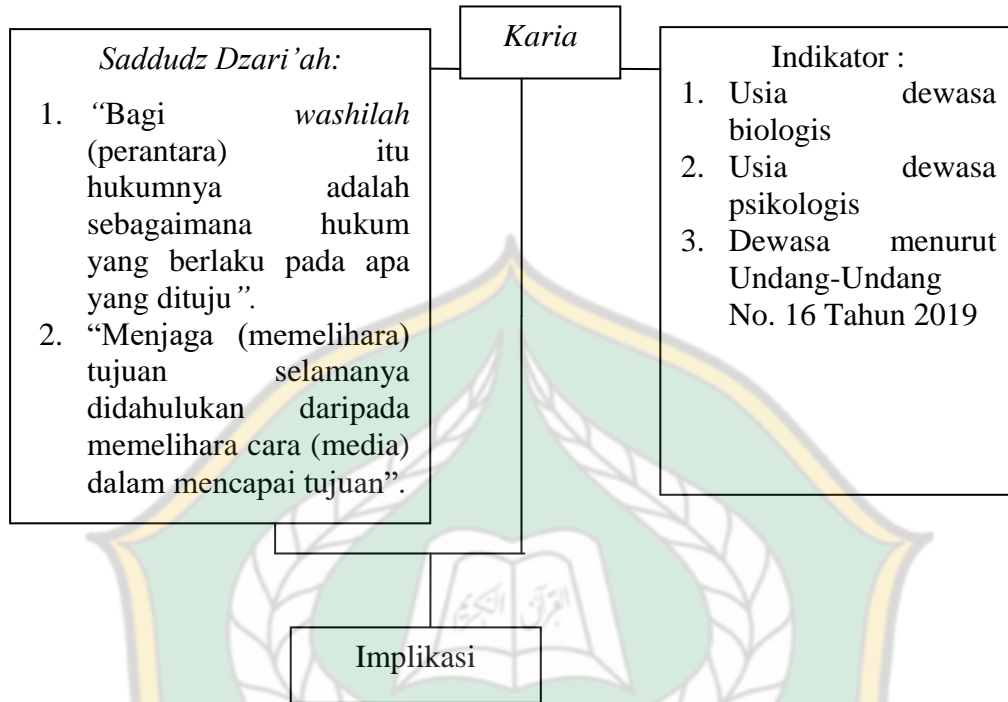 Karia
Saddudz Dzari’ah:
1. “Bagi washilah
(perantara) itu
hukumnya adalah
sebagaimana hukum
yang berlaku pada apa
yang dituju”.
2. “Menjaga (memelihara)
tujuan selamanya
didahulukan daripada
memelihara cara (media)
dalam mencapai tujuan”.
Indikator :
1. Usia dewasa
biologis
2. Usia dewasa
psikologis
3. Dewasa menurut
Undang-Undang
No. 16 Tahun 2019
القرآن
الكريم
Implikasi